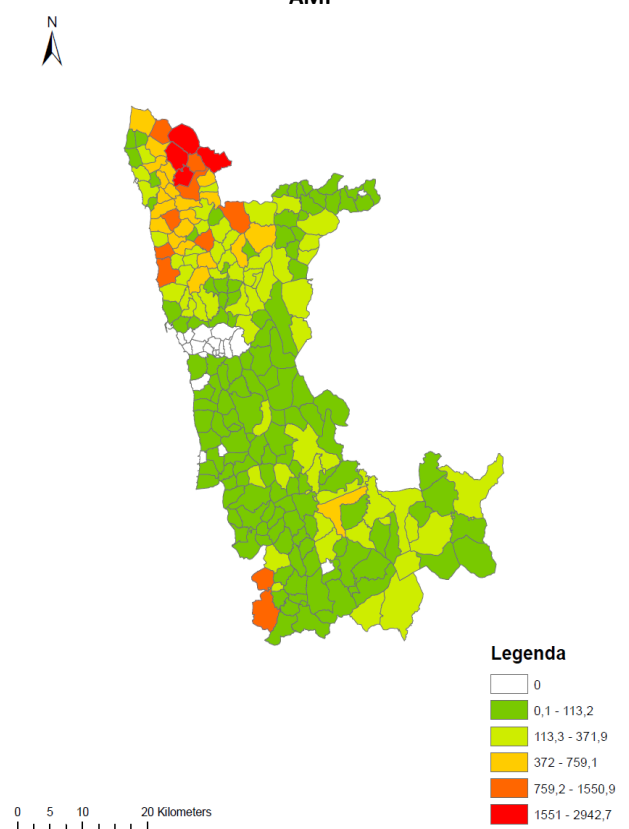 AMP
N
Legenda
0
0,1 - 113,2
113,3 - 371,9
372 - 759,1
759,2 - 1550,9
1551 - 2942,7
0 5 10 20 Kilometers